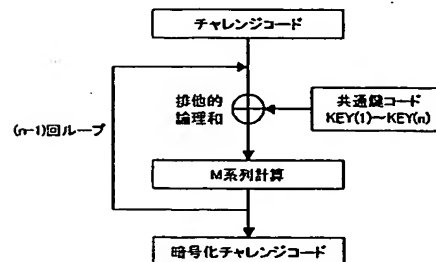 チャレンジコード
排他的
論理和
共通鍵コード
KEY(1)～KEY(n)
(n-1)回ループ
M系列計算
暗号化チャレンジコード